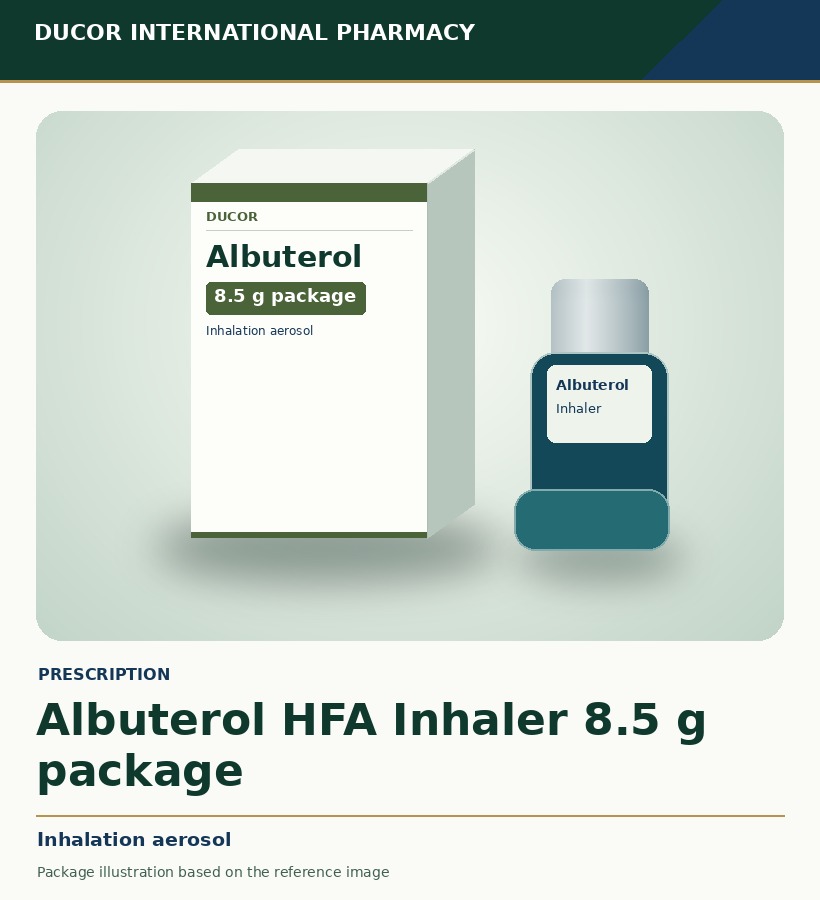 DUCOR INTERNATIONAL PHARMACY
DUCOR
Albuterol
8.5 g package
Inhalation aerosol
Albuterol
Inhaler
PRESCRIPTION
Albuterol HFA Inhaler 8.5 g
package
Inhalation aerosol
Package illustration based on the reference image